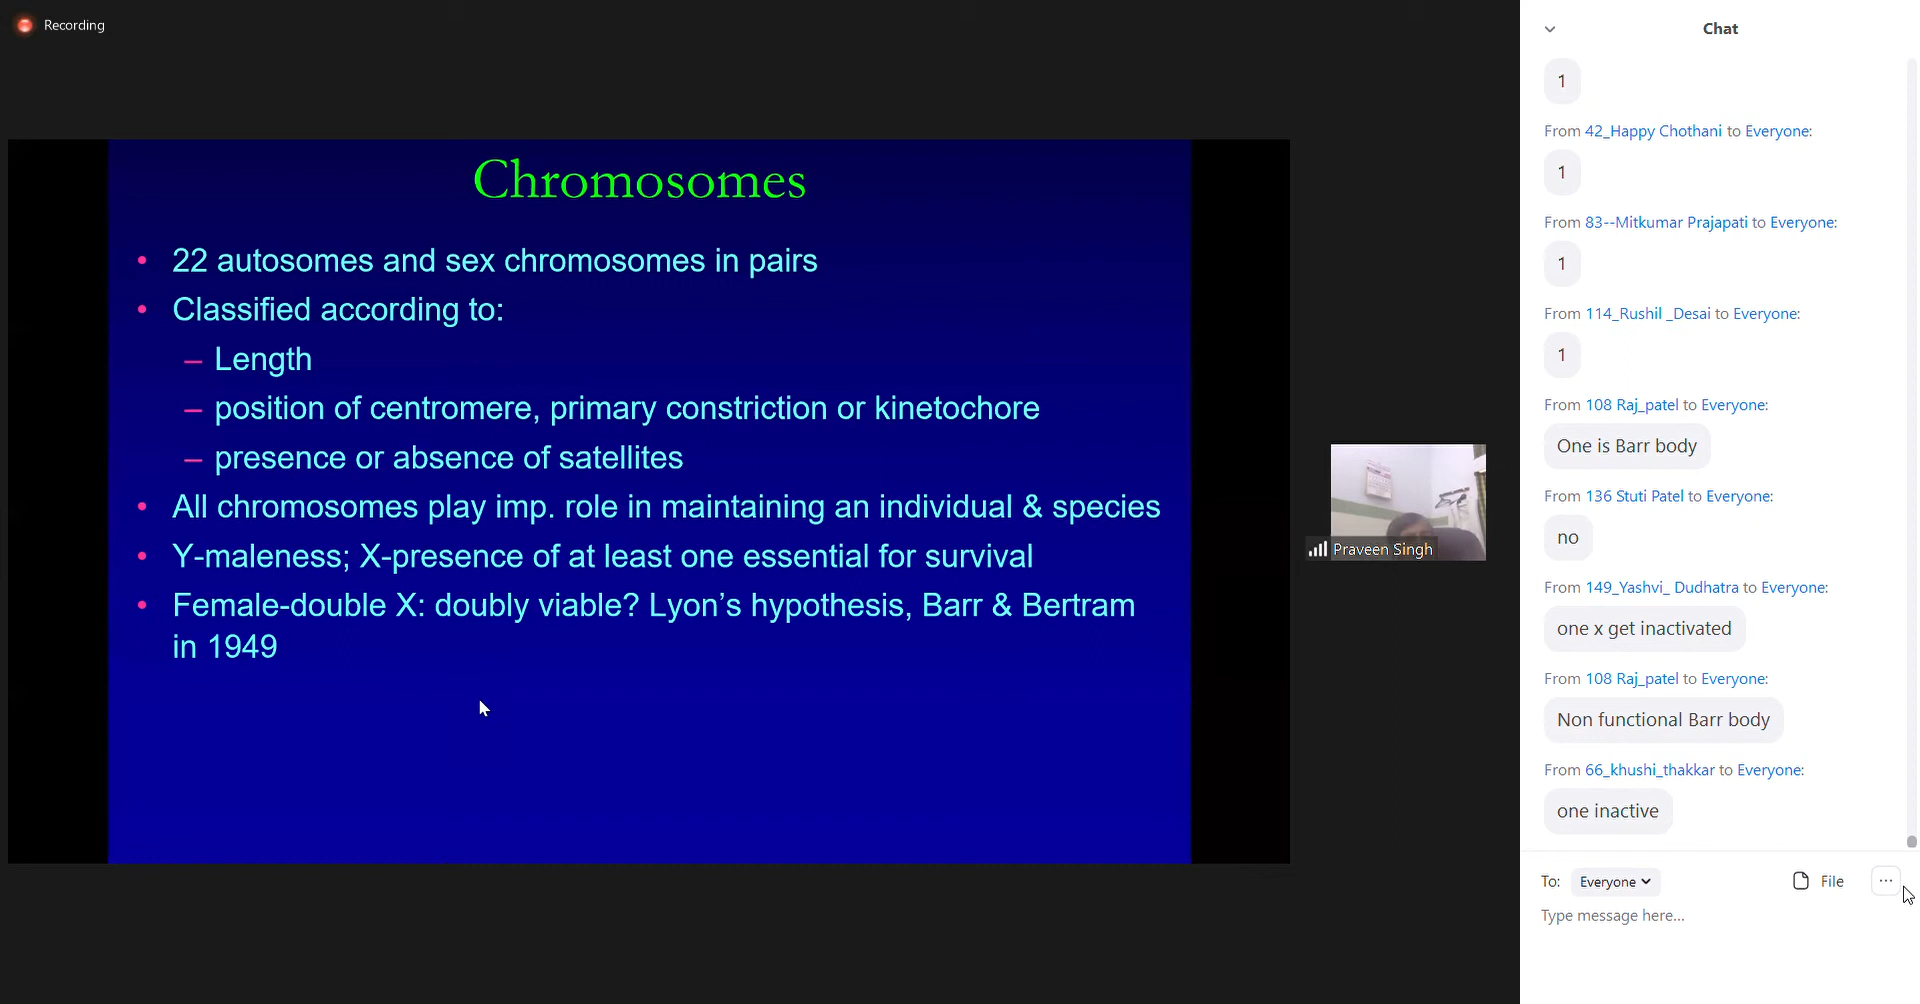 Recording
Chromosomes
• 22 autosomes and sex chromosomes in pairs
• Classified according to:
– Length
– position of centromere, primary constriction or kinetochore
– presence or absence of satellites
• All chromosomes play imp. role in maintaining an individual & species
• Y-maleness; X-presence of at least one essential for survival
• Female-double X: doubly viable? Lyon's hypothesis, Barr & Bertram
in 1949
Praveen Singh
Chat
1
From 42_Happy Chothani to Everyone:
1
From 83--Mitkumar Prajapati to Everyone:
1
From 114_Rushil _Desai to Everyone:
1
From 108 Raj_patel to Everyone:
One is Barr body
From 136 Stuti Patel to Everyone:
no
From 149_Yashvi_ Dudhatra to Everyone:
one x get inactivated
From 108 Raj_patel to Everyone:
Non functional Barr body
From 66_khushi_thakkar to Everyone:
one inactive
To: Everyone File ...
Type message here...